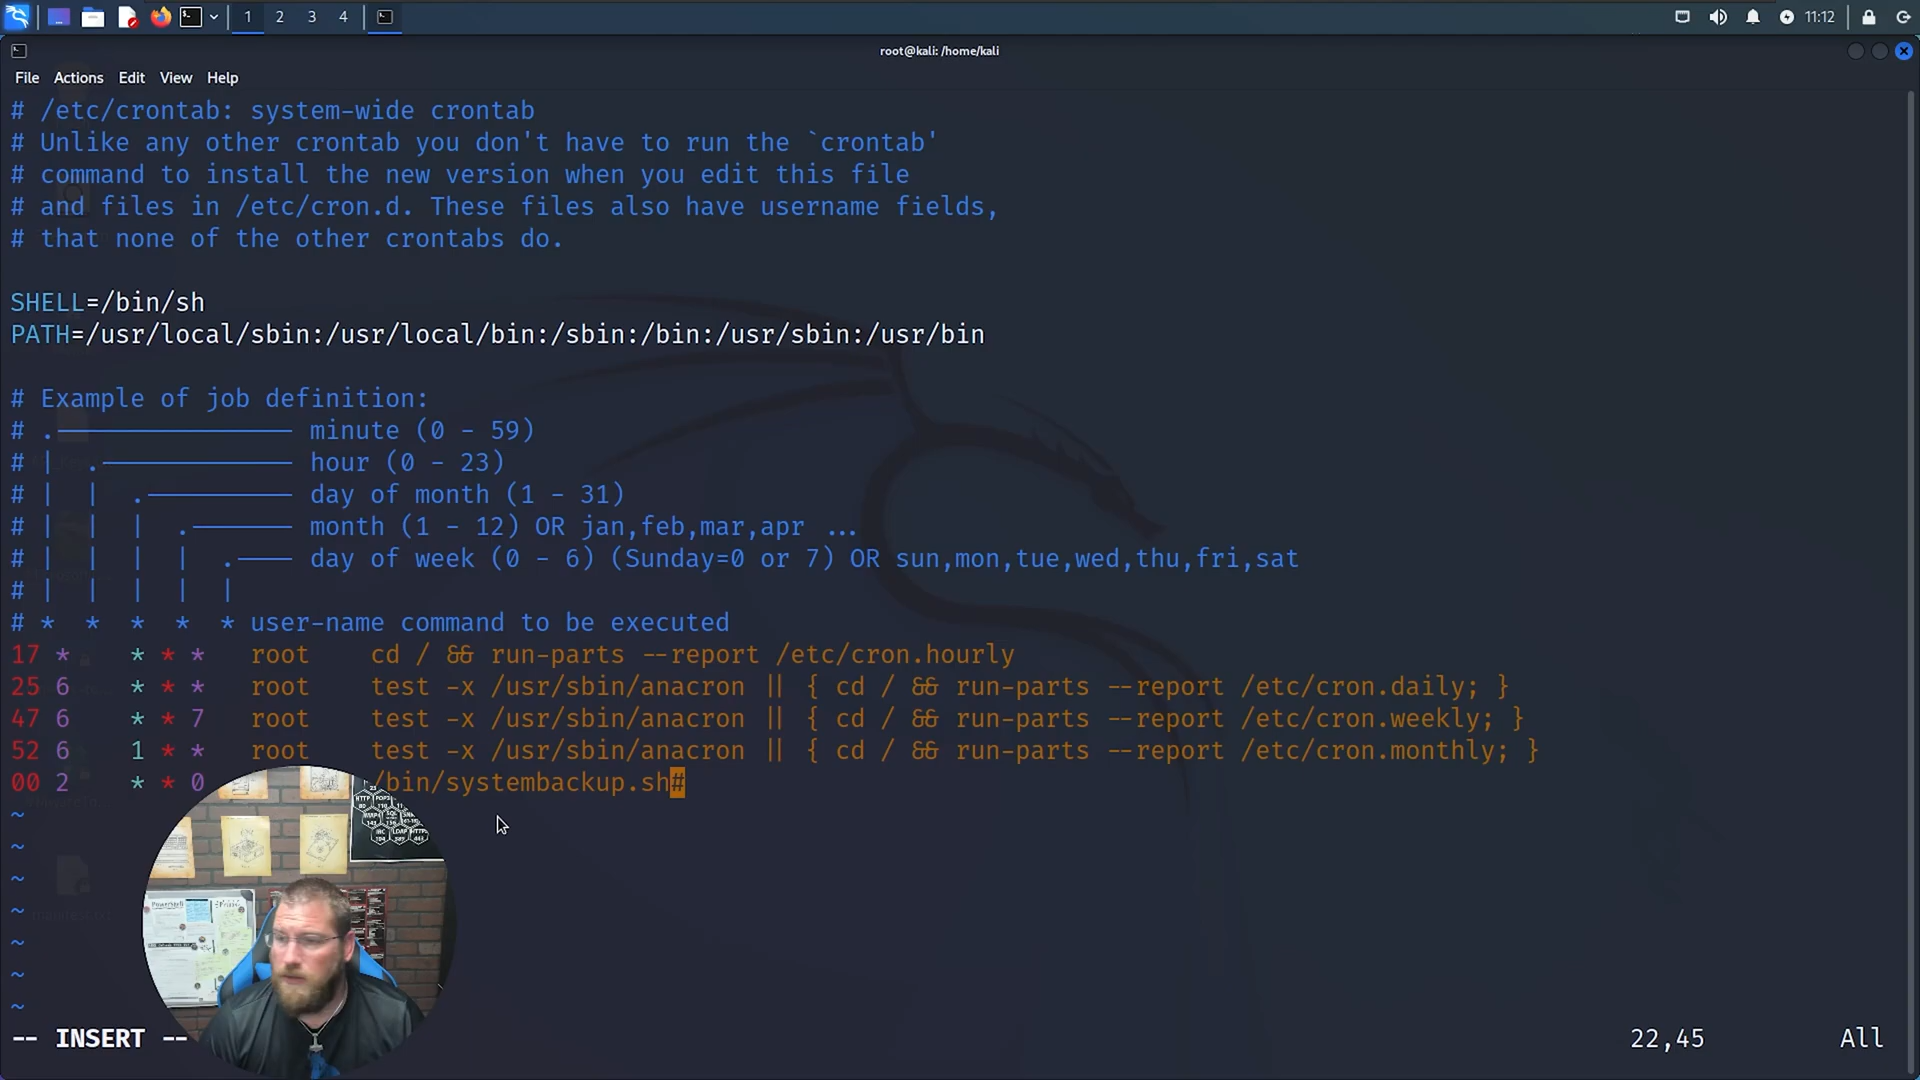 1 2 3 4 11:12
root@kali: /home/kali
File Actions Edit View Help
# /etc/crontab: system-wide crontab
# Unlike any other crontab you don't have to run the `crontab'
# command to install the new version when you edit this file
# and files in /etc/cron.d. These files also have username fields,
# that none of the other crontabs do.
SHELL=/bin/sh
PATH=/usr/local/sbin:/usr/local/bin:/sbin:/bin:/usr/sbin:/usr/bin
# Example of job definition:
# .---------------- minute (0 - 59)
# | .------------- hour (0 - 23)
# | | .---------- day of month (1 - 31)
# | | | .------- month (1 - 12) OR jan,feb,mar,apr ...
# | | | | .---- day of week (0 - 6) (Sunday=0 or 7) OR sun,mon,tue,wed,thu,fri,sat
# | | | | |
# * * * * * user-name command to be executed
17 * * * * root cd / && run-parts --report /etc/cron.hourly
25 6 * * * root test -x /usr/sbin/anacron || { cd / && run-parts --report /etc/cron.daily; }
47 6 * * 7 root test -x /usr/sbin/anacron || { cd / && run-parts --report /etc/cron.weekly; }
52 6 1 * * root test -x /usr/sbin/anacron || { cd / && run-parts --report /etc/cron.monthly; }
00 2 * * 0 /bin/systembackup.sh#
~
~
~
~
~
~
~
-- INSERT -- 22,45 All